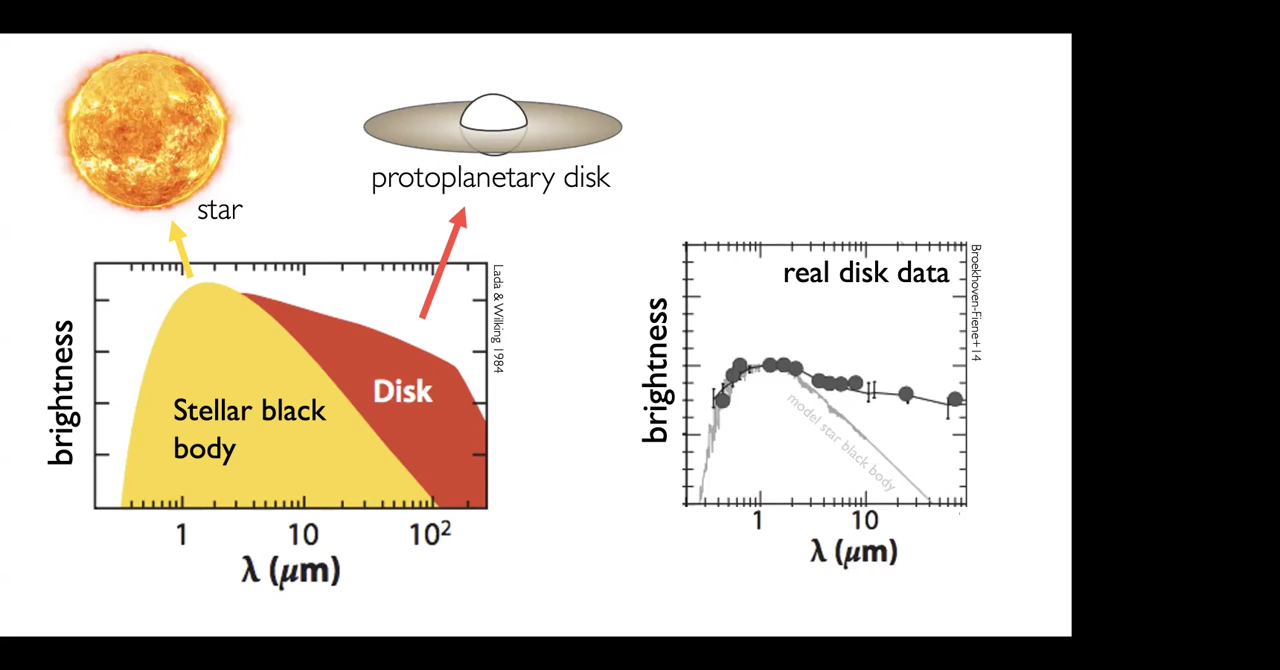 star
protoplanetary disk
Lada & Wilking 1984
brightness
Stellar black
body
Disk
1
10
10²
λ (μm)
Broekhoven-Fiene+14
real disk data
brightness
model star black body
1
10
λ (μm)